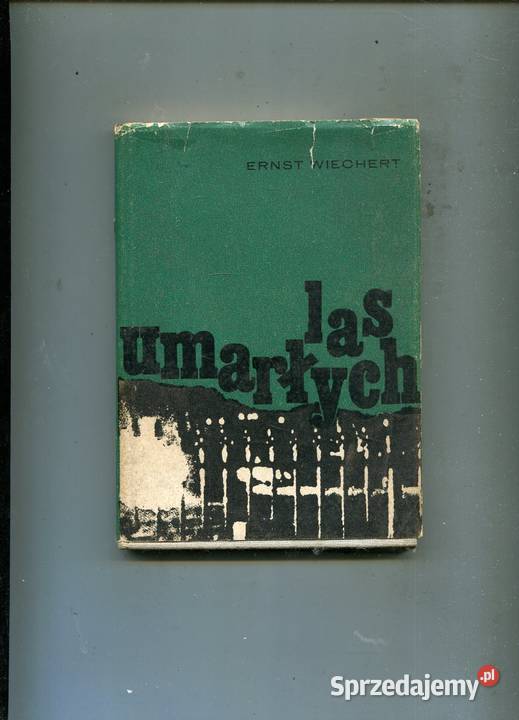 ERNST WIECHERT
las
umarłych
Sprzedajemy.pl